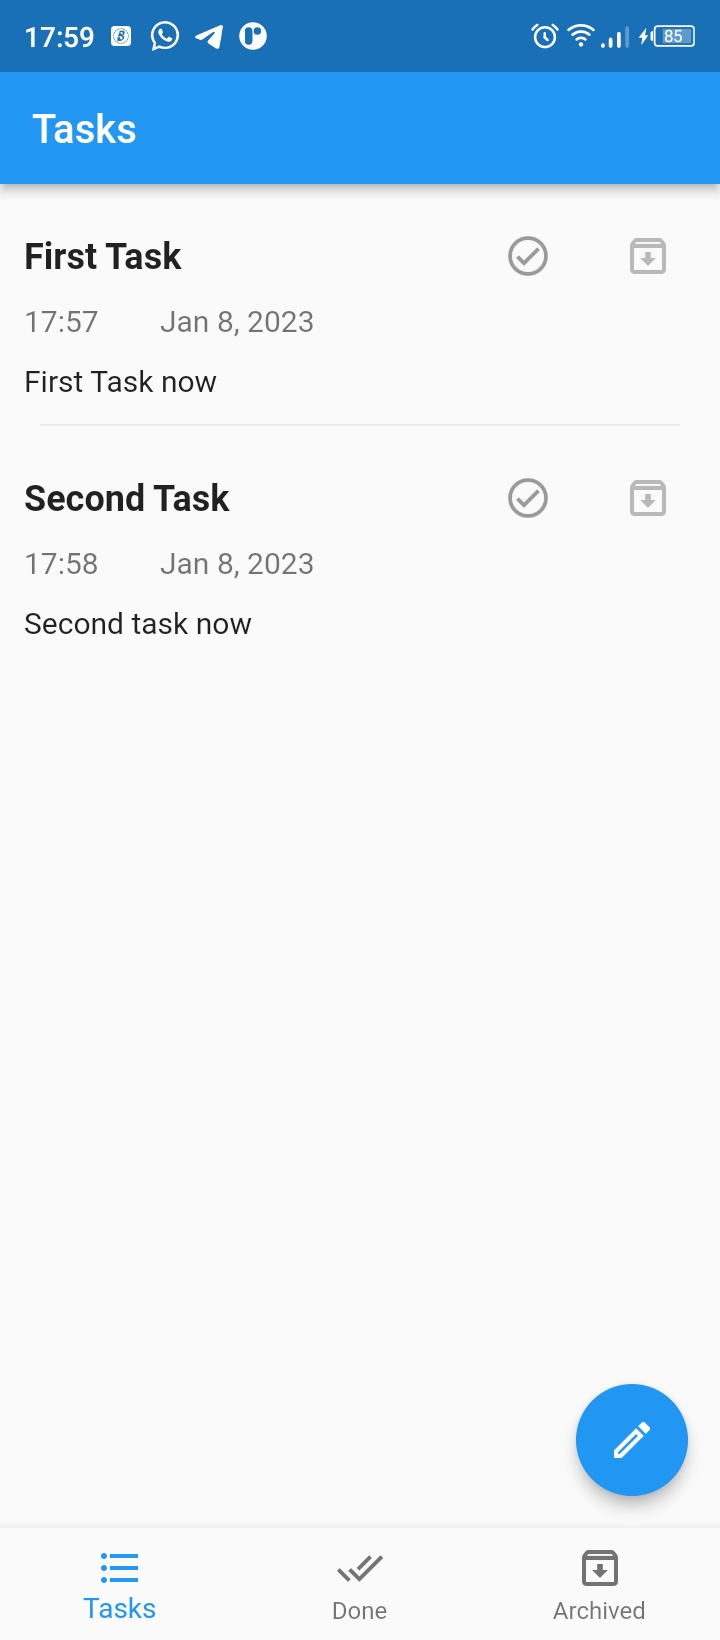 17:59
85
Tasks
First Task
17:57 Jan 8, 2023
First Task now
Second Task
17:58 Jan 8, 2023
Second task now
Tasks Done Archived